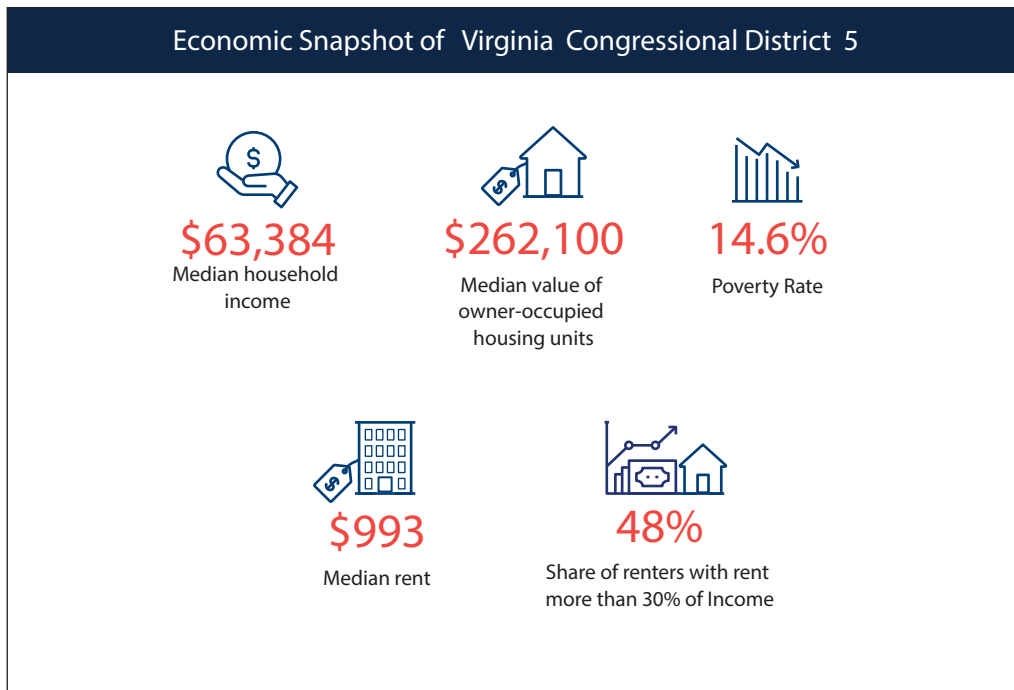 Economic Snapshot of Virginia Congressional District 5
$
$
$63,384
Median household
income
$262,100
Median value of
owner-occupied
housing units
14.6%
Poverty Rate
$
$993
Median rent
48%
Share of renters with rent
more than 30% of Income